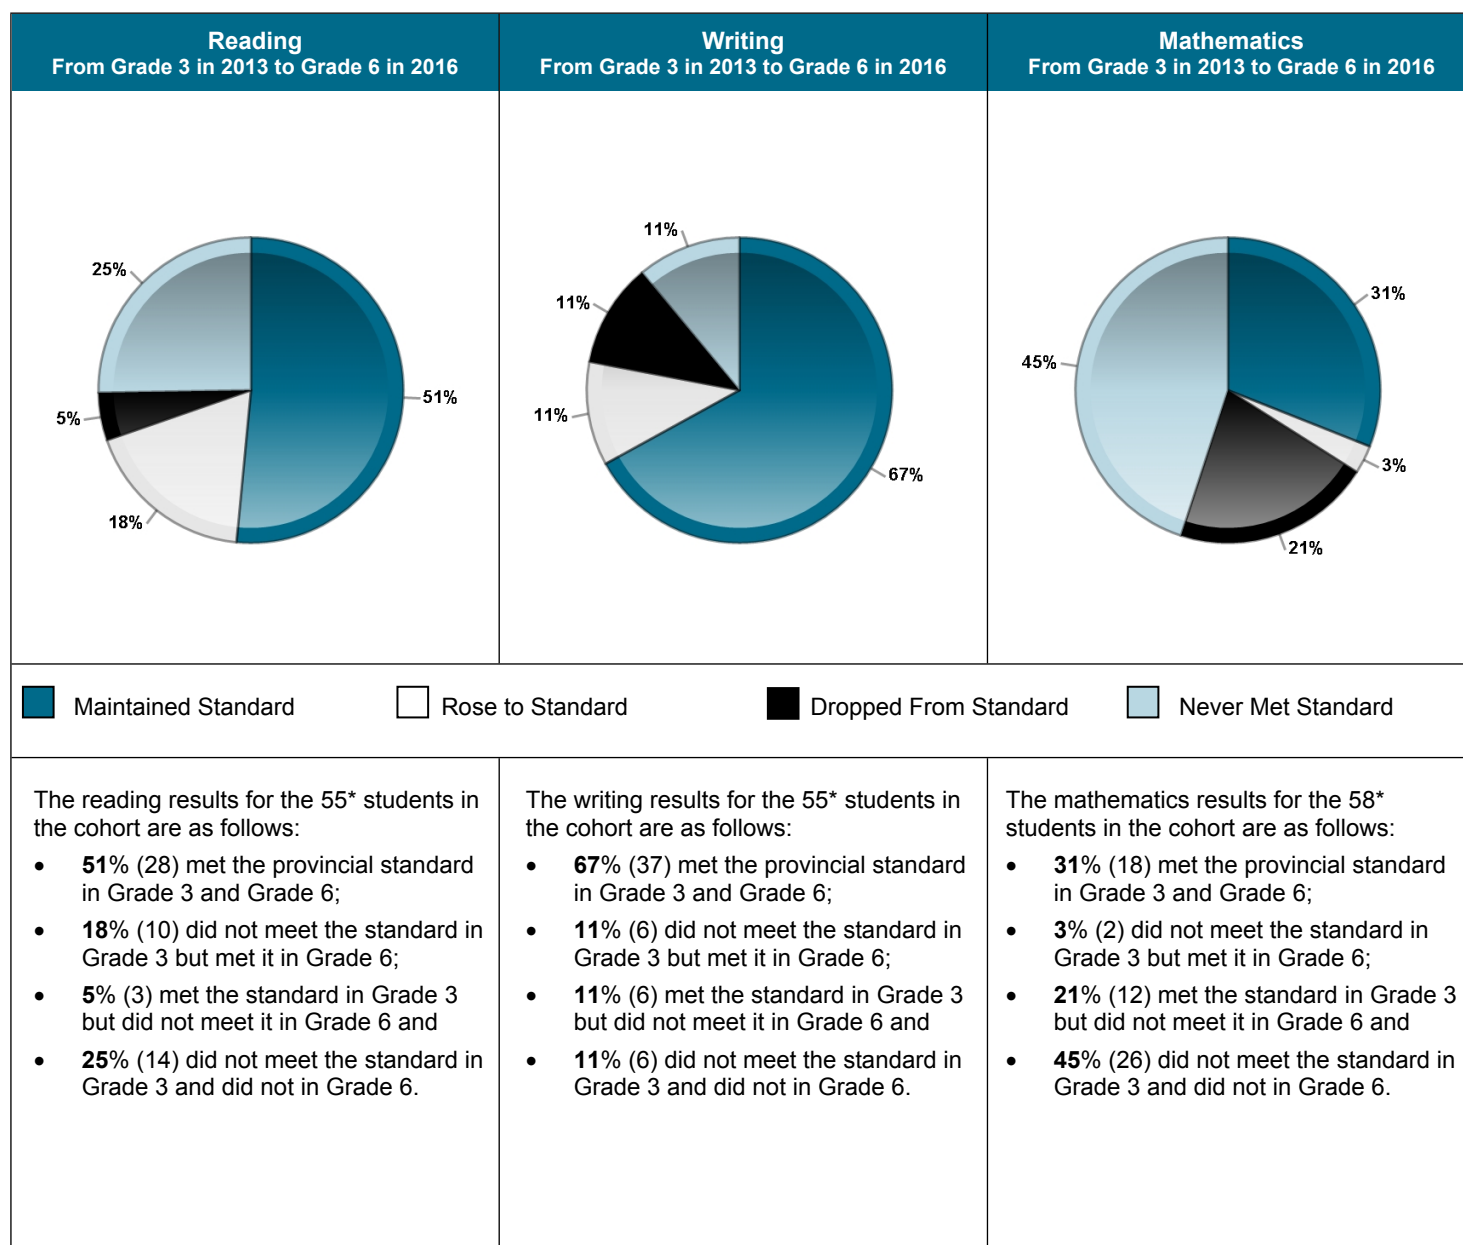 Reading
From Grade 3 in 2013 to Grade 6 in 2016
Writing
From Grade 3 in 2013 to Grade 6 in 2016
Mathematics
From Grade 3 in 2013 to Grade 6 in 2016
25%
51%
5%
18%
11%
11%
11%
67%
31%
45%
3%
21%
Maintained Standard
Rose to Standard
Dropped From Standard
Never Met Standard
The reading results for the 55* students in
the cohort are as follows:
• 51% (28) met the provincial standard
in Grade 3 and Grade 6;
• 18% (10) did not meet the standard in
Grade 3 but met it in Grade 6;
• 5% (3) met the standard in Grade 3
but did not meet it in Grade 6 and
• 25% (14) did not meet the standard in
Grade 3 and did not in Grade 6.
The writing results for the 55* students in
the cohort are as follows:
• 67% (37) met the provincial standard
in Grade 3 and Grade 6;
• 11% (6) did not meet the standard in
Grade 3 but met it in Grade 6;
• 11% (6) met the standard in Grade 3
but did not meet it in Grade 6 and
• 11% (6) did not meet the standard in
Grade 3 and did not in Grade 6.
The mathematics results for the 58*
students in the cohort are as follows:
• 31% (18) met the provincial standard
in Grade 3 and Grade 6;
• 3% (2) did not meet the standard in
Grade 3 but met it in Grade 6;
• 21% (12) met the standard in Grade 3
but did not meet it in Grade 6 and
• 45% (26) did not meet the standard in
Grade 3 and did not in Grade 6.